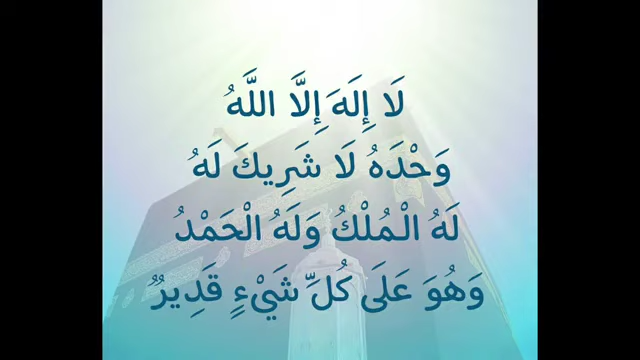 لَا إِلَهَ إِلَّا اللَّهُ
وَحْدَهُ لَا شَرِيكَ لَهُ
لَهُ الْمُلْكُ وَلَهُ الْحَمْدُ
وَهُوَ عَلَى كُلِّ شَيْءٍ قَدِيرٌ